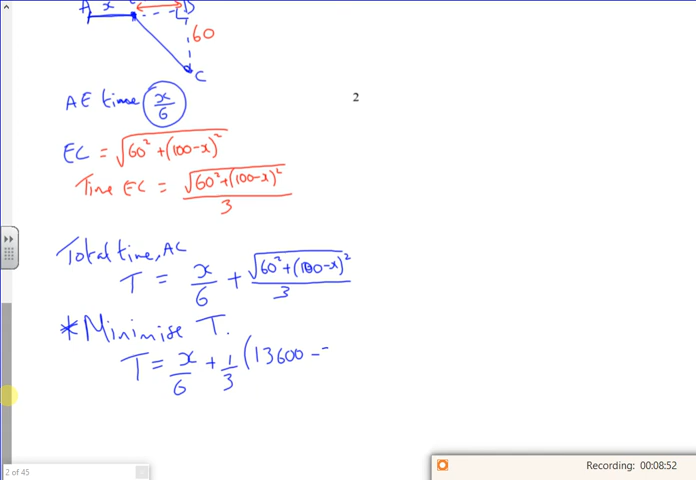 A x D
60
C
AE time x/6
2
EC = √(60² + (100-x)²)
Time EC = √(60² + (100-x)²)/3
Total time, AC
T = x/6 + √(60² + (100-x)²)/3
*Minimise T.
T = x/6 + 1/3 (13600 -
2 of 45
Recording: 00:08:52